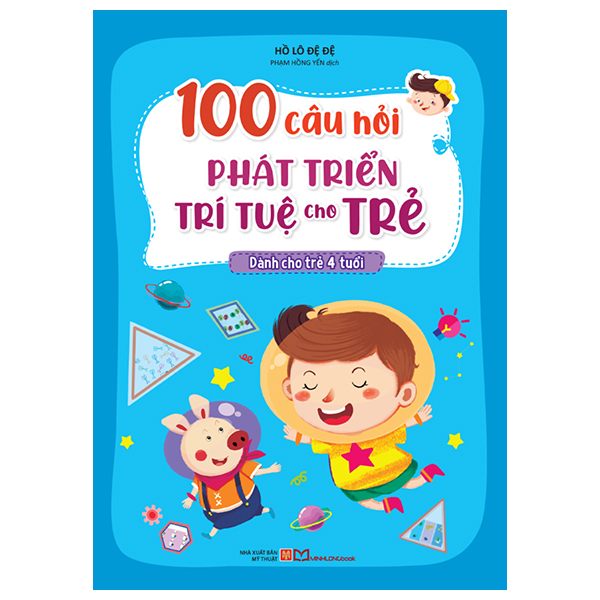 HỒ LÔ ĐỆ ĐỆ
PHẠM HỒNG YẾN dịch
100 câu hỏi
PHÁT TRIỂN
TRÍ TUỆ cho TRẺ
Dành cho trẻ 4 tuổi
NHÀ XUẤT BẢN
MỸ THUẬT
MINHLONGbook